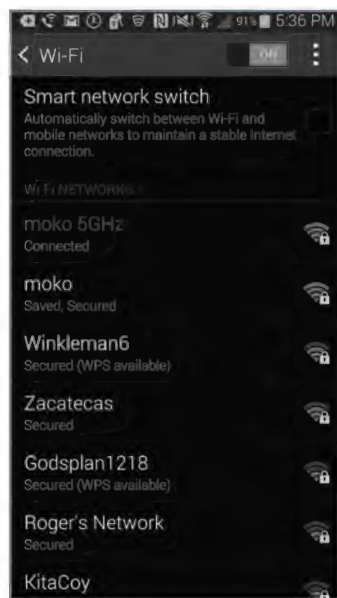 91% 5:36 PM
Wi-Fi ON
Smart network switch
Automatically switch between Wi-Fi and
mobile networks to maintain a stable Internet
connection.
Wi-Fi NETWORKS
moko 5GHz
Connected
moko
Saved, Secured
Winkleman6
Secured (WPS available)
Zacatecas
Secured
Godsplan1218
Secured (WPS available)
Roger's Network
Secured
KitaCoy